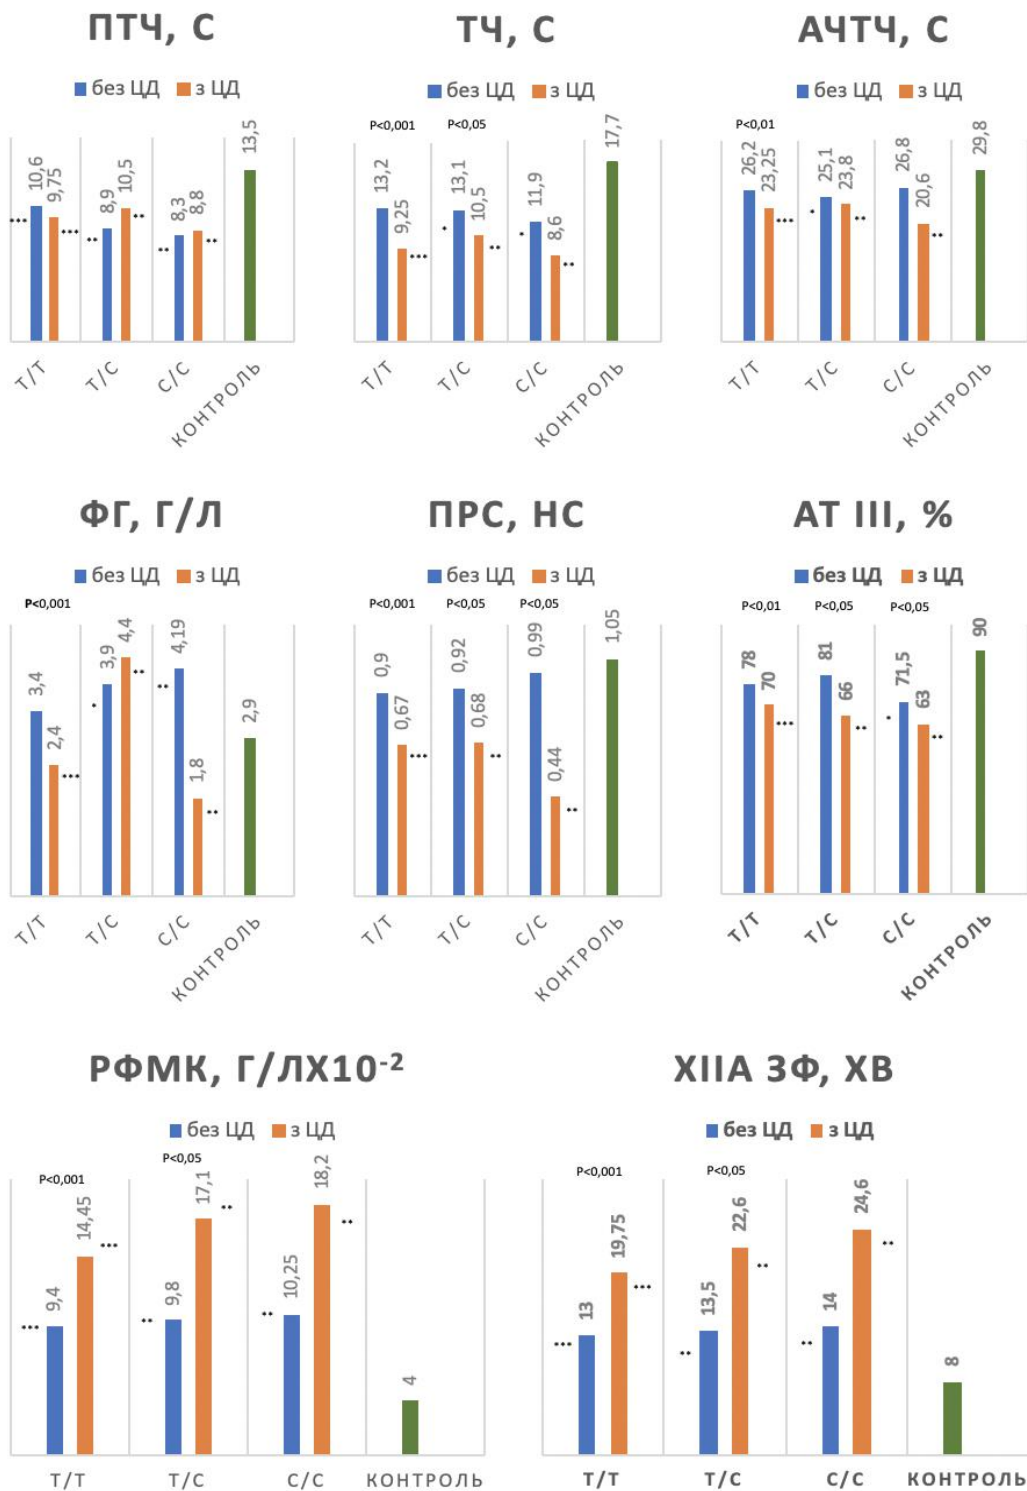 ПТЧ, С
без ЦД з ЦД
10,6 9,75 8,9 10,5 8,3 8,8 13,5
*** *** ** ** ** **
Т/Т Т/С С/С КОНТРОЛЬ
ТЧ, С
без ЦД з ЦД
P<0,001 P<0,05
13,2 9,25 13,1 10,5 11,9 8,6 17,7
*** * ** * **
Т/Т Т/С С/С КОНТРОЛЬ
АЧТЧ, С
без ЦД з ЦД
P<0,01
26,2 23,25 25,1 23,8 26,8 20,6 29,8
*** * ** **
Т/Т Т/С С/С КОНТРОЛЬ
ФГ, Г/Л
без ЦД з ЦД
P<0,001
3,4 2,4 3,9 4,4 4,19 1,8 2,9
*** * ** ** **
Т/Т Т/С С/С КОНТРОЛЬ
ПРС, НС
без ЦД з ЦД
P<0,001 P<0,05 P<0,05
0,9 0,67 0,92 0,68 0,99 0,44 1,05
*** ** **
Т/Т Т/С С/С КОНТРОЛЬ
АТ III, %
без ЦД з ЦД
P<0,01 P<0,05 P<0,05
78 70 81 66 71,5 63 90
*** ** * **
Т/Т Т/С С/С КОНТРОЛЬ
РФМК, Г/ЛХ10⁻²
без ЦД з ЦД
P<0,001 P<0,05
9,4 14,45 9,8 17,1 10,25 18,2 4
*** *** ** ** ** **
Т/Т Т/С С/С КОНТРОЛЬ
ХІІА ЗФ, ХВ
без ЦД з ЦД
P<0,001 P<0,05
13 19,75 13,5 22,6 14 24,6 8
*** *** ** ** ** **
Т/Т Т/С С/С КОНТРОЛЬ